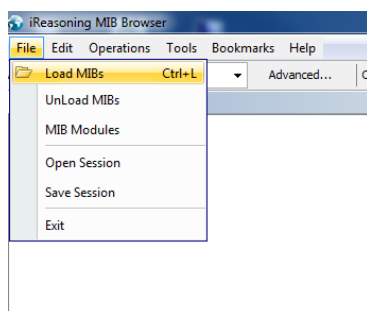 iReasoning MIB Browser
File Edit Operations Tools Bookmarks Help
Load MIBs Ctrl+L
Advanced...
UnLoad MIBs
MIB Modules
Open Session
Save Session
Exit